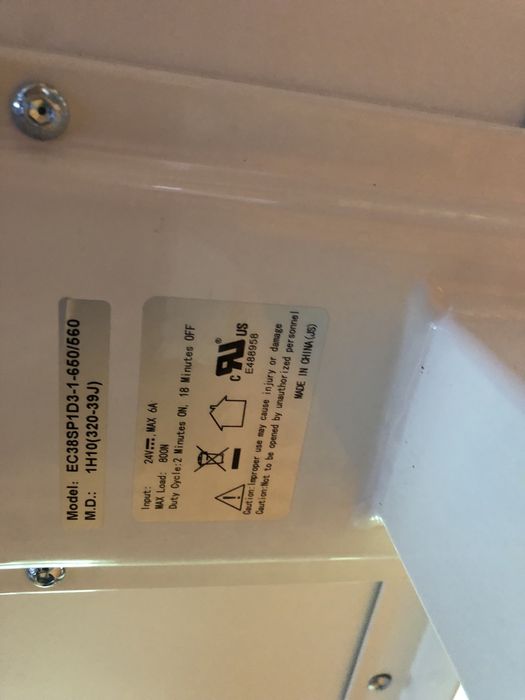 Model: EC38SP1D3-1-650/560
M.D.: 1H10(320-39J)
Input: 24V⎓, MAX 6A
MAX Load: 800N
Duty Cycle:2 Minutes ON, 18 Minutes OFF
c RU ® US
E488958
Caution:Improper use may cause injury or damage
Caution:Not to be opened by unauthorized personnel
MADE IN CHINA(JS)